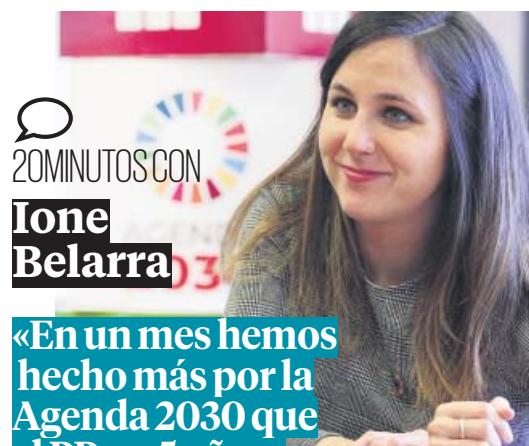 20MINUTOS CON
Ione
Belarra
«En un mes hemos
hecho más por la
Agenda 2030 que